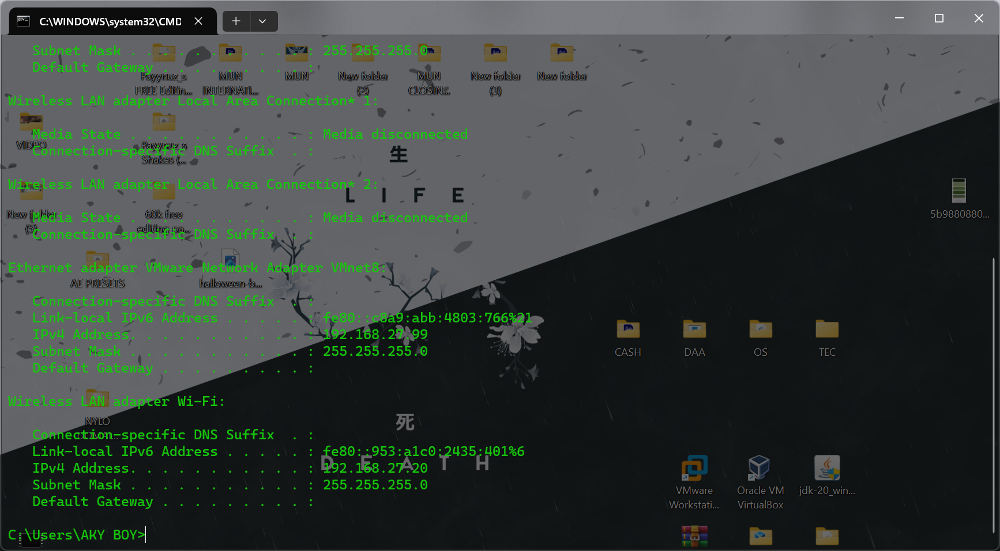 C:\WINDOWS\system32\CMD
Subnet Mask . . . . . . . . . . . : 255.255.255.0
Default Gateway . . . . . . . . . :
Payynuz_s FREE Editin...
MUN INTERNATI...
MUN
New folder (2)
MUN CLOSIN...
New folder (3)
New folder
Wireless LAN adapter Local Area Connection* 1:
Media State . . . . . . . . . . . : Media disconnected
Connection-specific DNS Suffix  . :
VIDEO
Payynuz_s Shakes (...
生
Wireless LAN adapter Local Area Connection* 2:
LIFE
5b9880880...
Media State . . . . . . . . . . . : Media disconnected
Connection-specific DNS Suffix  . :
New folder (5)
60k free editing pa...
Ethernet adapter VMware Network Adapter VMnet8:
AE PRESETS
halloween-b...
Connection-specific DNS Suffix  . :
Link-local IPv6 Address . . . . . : fe80::c8a9:abb:4803:766%21
IPv4 Address. . . . . . . . . . . : 192.168.27.99
Subnet Mask . . . . . . . . . . . : 255.255.255.0
Default Gateway . . . . . . . . . :
CASH
DAA
OS
TEC
Wireless LAN adapter Wi-Fi:
NYLO
死
Connection-specific DNS Suffix  . :
Link-local IPv6 Address . . . . . : fe80::953:a1c0:2435:401%6
IPv4 Address. . . . . . . . . . . : 192.168.27.20
Subnet Mask . . . . . . . . . . . : 255.255.255.0
Default Gateway . . . . . . . . . :
DEATH
VMware Workstati...
Oracle VM VirtualBox
jdk-20_win...
C:\Users\AKY BOY>